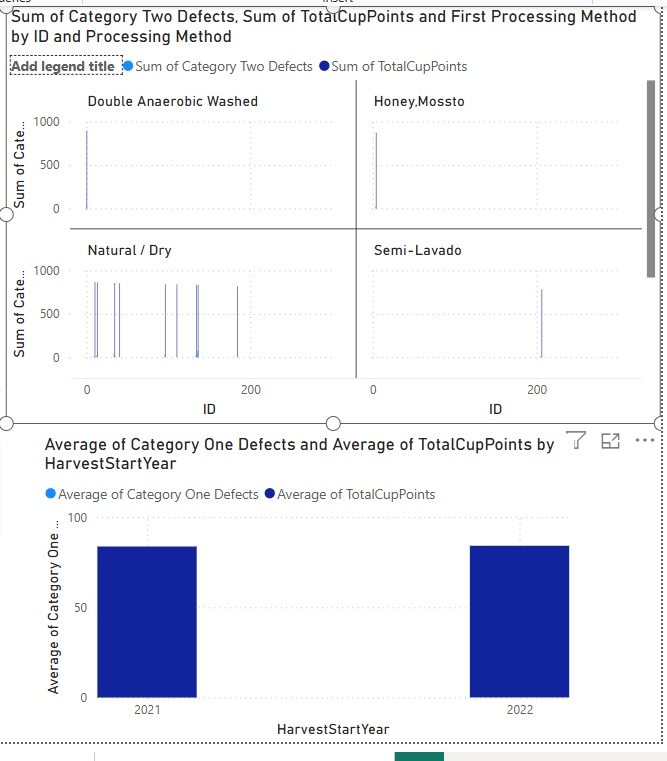 Sum of Category Two Defects, Sum of TotalCupPoints and First Processing Method
by ID and Processing Method
Add legend title Sum of Category Two Defects Sum of TotalCupPoints
Double Anaerobic Washed
Honey,Mossto
Sum of Cate...
1000
500
0
Natural / Dry
Semi-Lavado
Sum of Cate...
1000
500
0
0 200 0 200
ID ID
Average of Category One Defects and Average of TotalCupPoints by
HarvestStartYear
Average of Category One Defects Average of TotalCupPoints
Average of Category One ...
100
50
0
2021 2022
HarvestStartYear